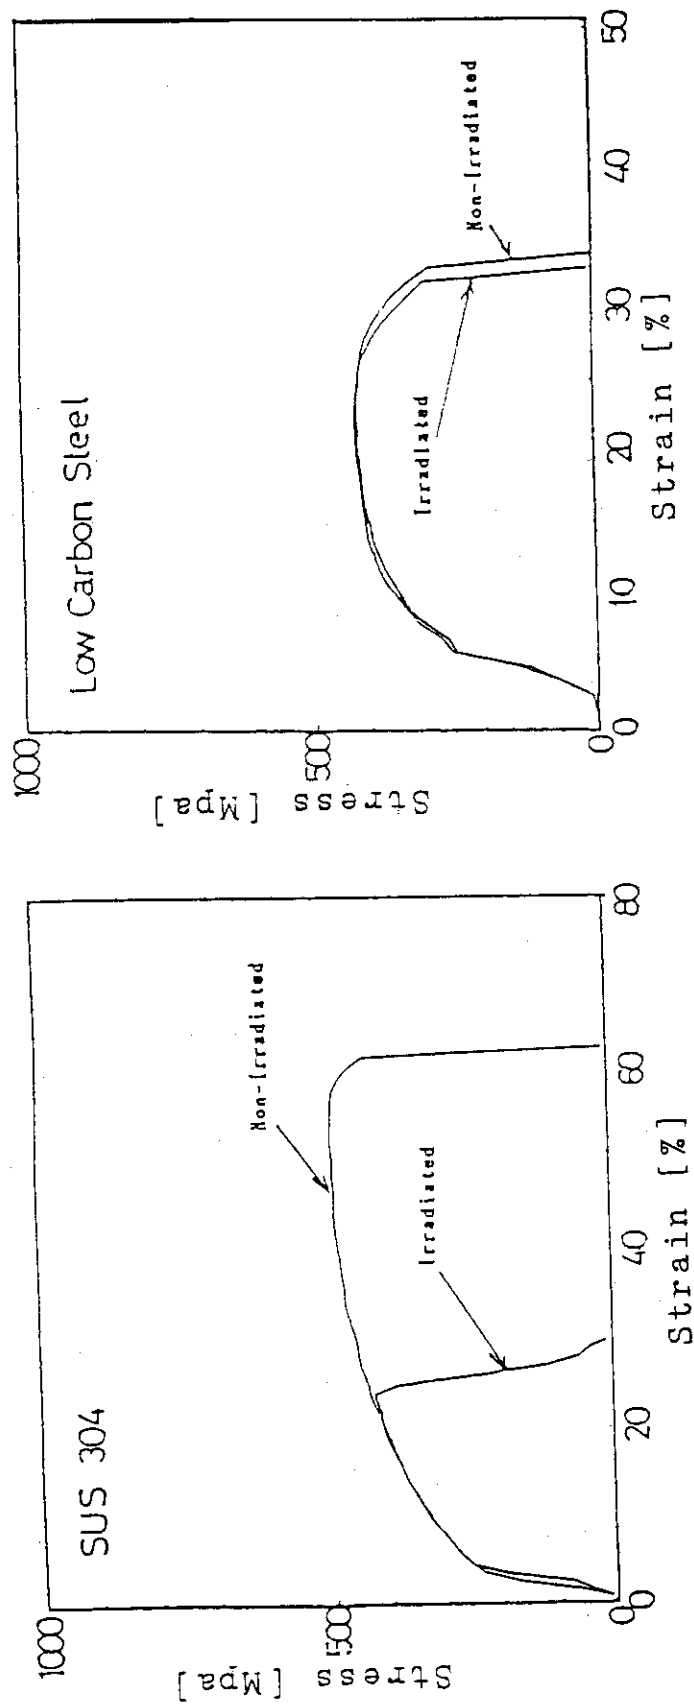 SUS 304
Stress [Mpa]
1000
500
0
0
20
40
60
80
Strain [%]
Non-Irradiated
Irradiated
Low Carbon Steel
Stress [Mpa]
1000
500
0
0
10
20
30
40
50
Strain [%]
Non-Irradiated
Irradiated